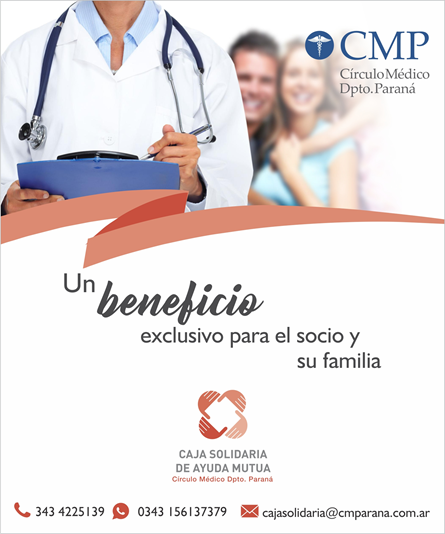 CMP
Círculo Médico
Dpto. Paraná
Un beneficio
exclusivo para el socio y
su familia
CAJA SOLIDARIA
DE AYUDA MUTUA
Círculo Médico Dpto. Paraná
343 4225139 0343 156137379 cajasolidaria@cmparana.com.ar